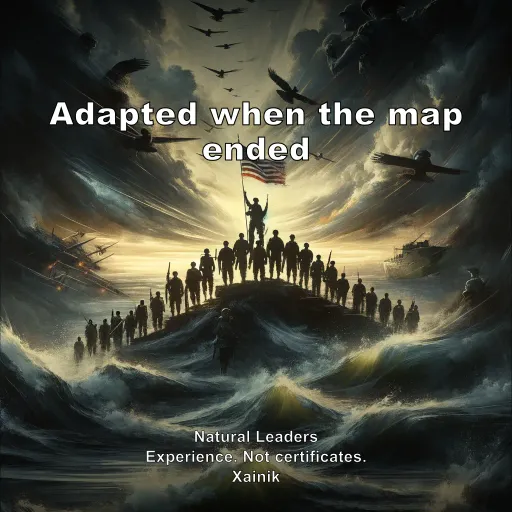 Adapted when the map
ended
Natural Leaders
Experience. Not certificates.
Xainik